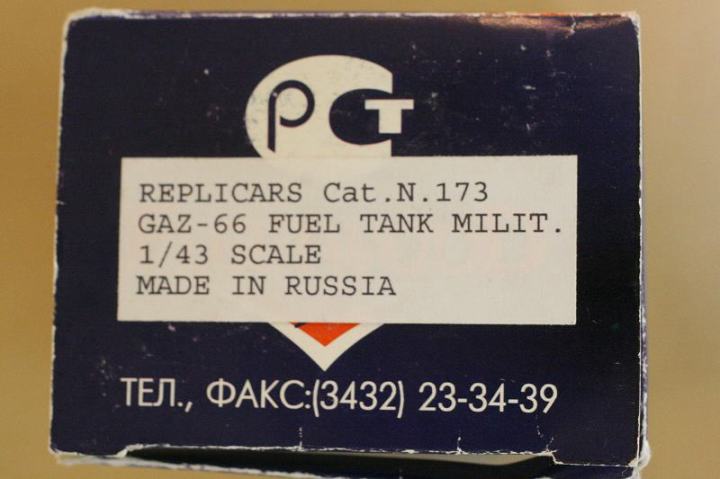 РСТ
REPLICARS Cat.N.173
GAZ-66 FUEL TANK MILIT.
1/43 SCALE
MADE IN RUSSIA
ТЕЛ., ФАКС:(3432) 23-34-39